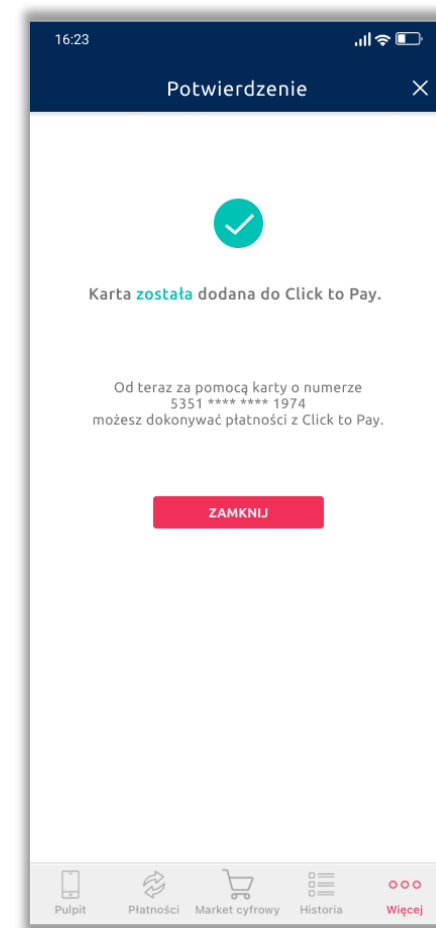 16:23
Potwierdzenie
Karta została dodana do Click to Pay.
Od teraz za pomocą karty o numerze
5351 **** **** 1974
możesz dokonywać płatności z Click to Pay.
ZAMKNIJ
Pulpit Płatności Market cyfrowy Historia Więcej